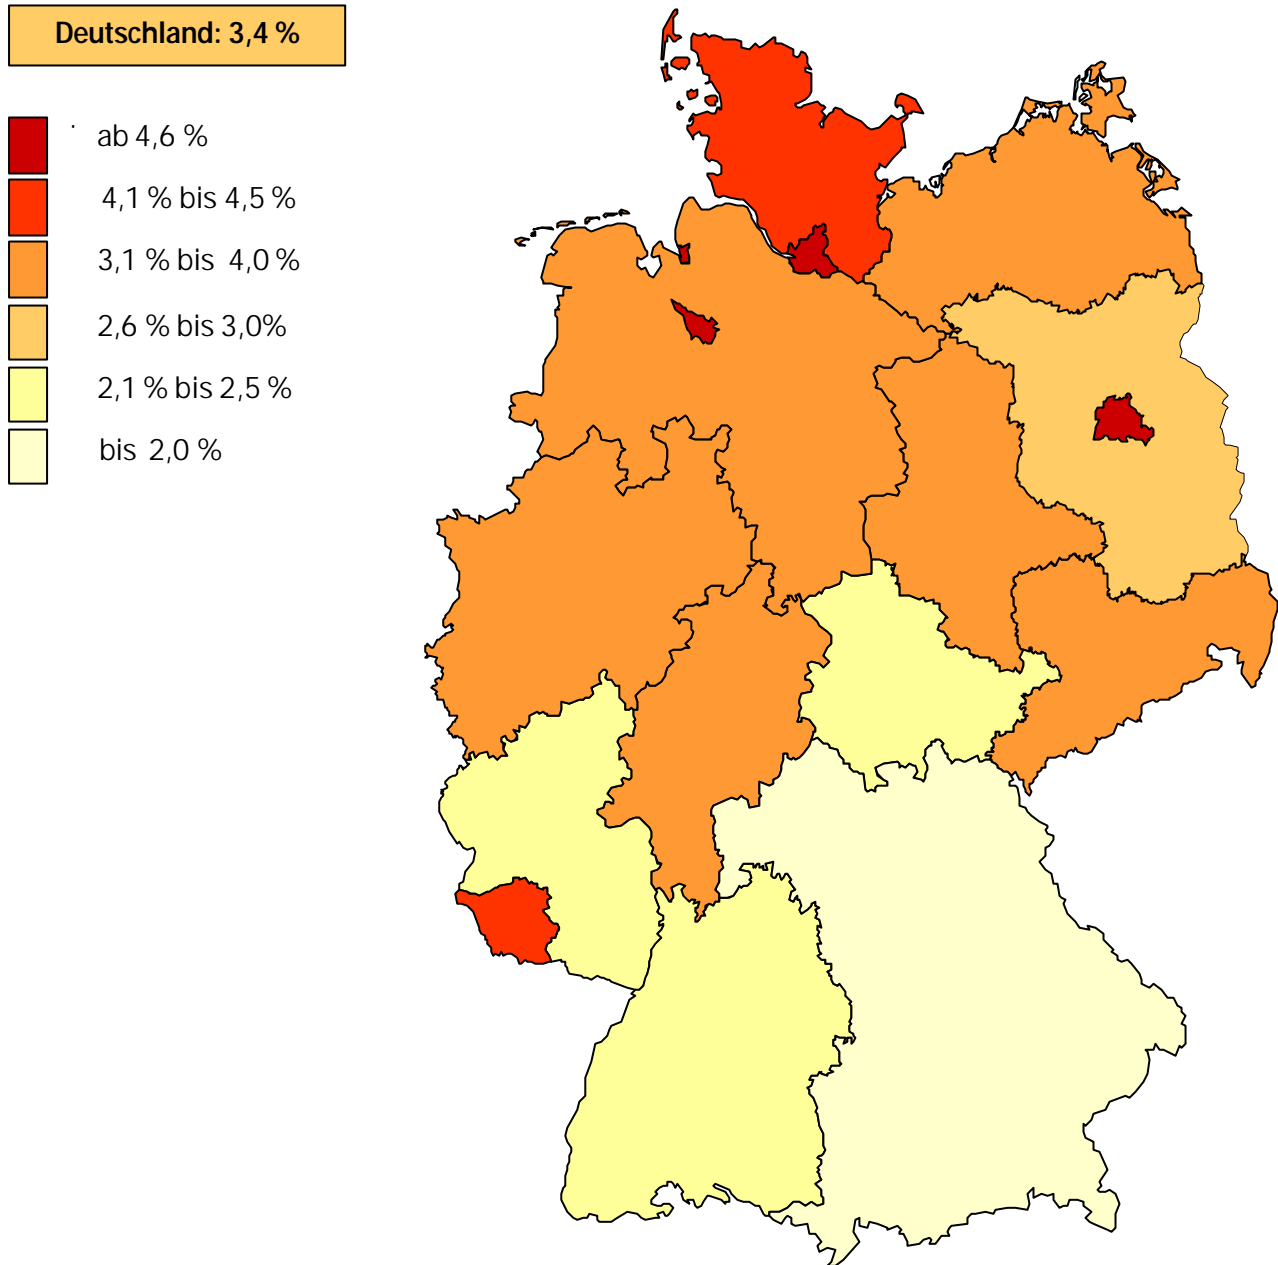 Deutschland: 3,4 %
ab 4,6 %
4,1 % bis 4,5 %
3,1 % bis 4,0 %
2,6 % bis 3,0%
2,1 % bis 2,5 %
bis 2,0 %